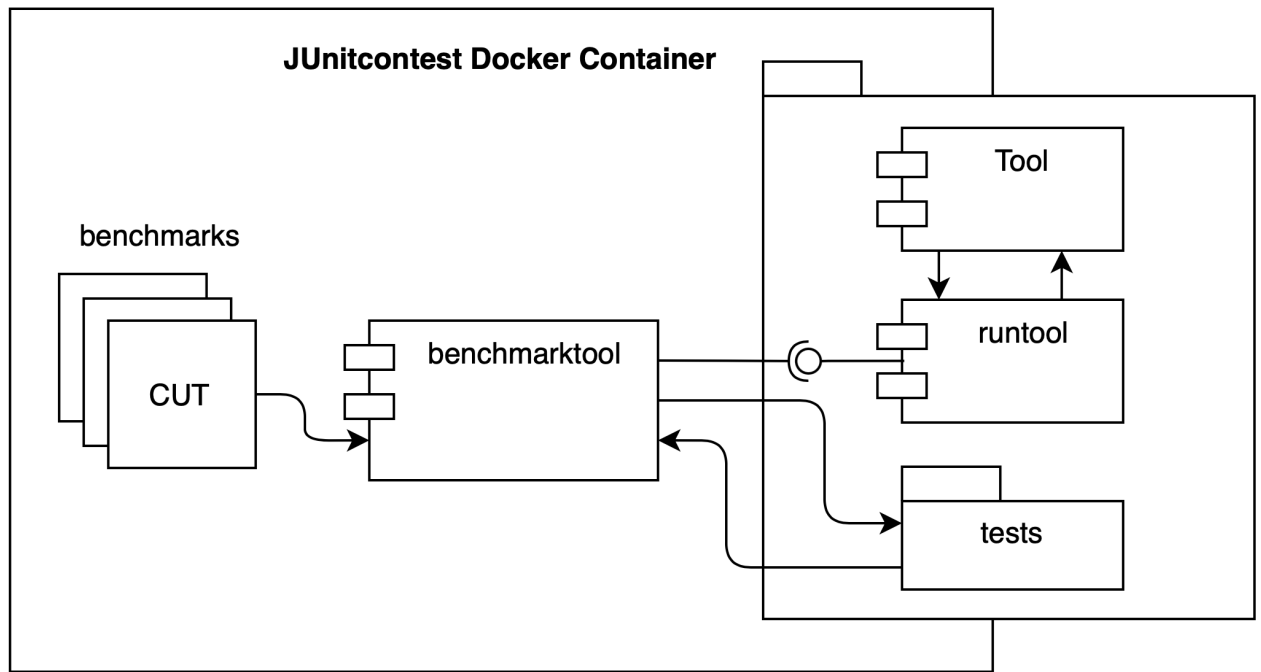 JUnitcontest Docker Container
Tool
benchmarks
runtool
benchmarktool
CUT
tests